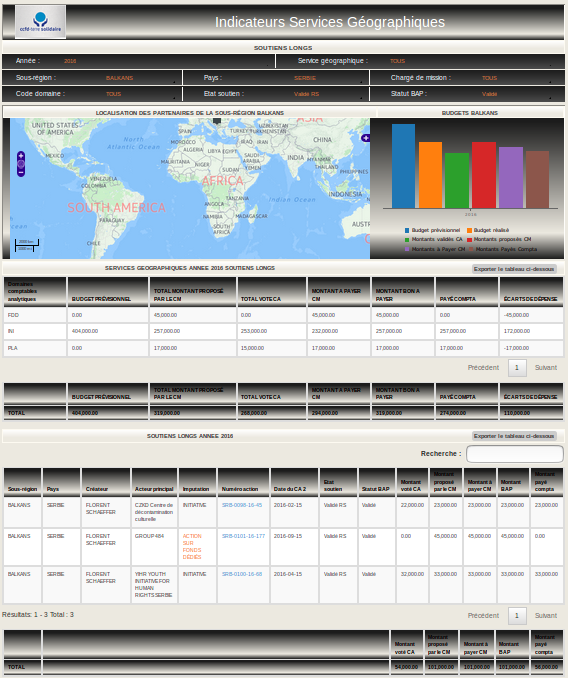 ccfd-terre solidaire
Indicateurs Services Géographiques
SOUTIENS LONGS
Année : 2016 Service géographique : TOUS
Sous-région : BALKANS Pays : SERBIE Chargé de mission : TOUS
Code domaine : TOUS Etat soutien : Validé RS Statut BAP : Validé
LOCALISATION DES PARTENAIRES DE LA SOUS-RÉGION BALKANS
BUDGETS BALKANS
UNITED STATES OF AMERICA
North Atlantic Ocean
MEXICO
VENEZUELA
COLOMBIA
SOUTH AMERICA
PARAGUAY
CHILE
SPAIN
MOROCCO
ALGERIA
LIBYA
EGYPT
MAURITANIA
NIGER
SUDAN
AFRICA
ANGOLA
TANZANIA
NAMIBIA
MADAGASCAR
SOUTH AFRICA
TURKEY
UZBEKISTAN
TURKMENISTAN
IRAQ
IRAN
SAUDI ARABIA
YEMEN
ASIA
CHINA
INDIA
MYANMAR
THAILAND
PHILIPPINES
INDONESIA
Indian Ocean
AUSTR
2016
Budget prévisionnel Budget réalisé
Montants validés CA Montants proposés CM
Montants à Payer CM Montants Payés Compta
SERVICES GEOGRAPHIQUES ANNEE 2016 SOUTIENS LONGS
Exporter le tableau ci-dessous
Domaines comptables analytiques BUDGET PRÉVISIONNEL TOTAL MONTANT PROPOSÉ PAR LE CM TOTAL VOTE CA MONTANT A PAYER CM MONTANT BON A PAYER PAYÉ COMPTA ÉCARTS DE DÉPENSE
FDD 0.00 45,000.00 0.00 45,000.00 45,000.00 0.00 -45,000.00
INI 404,000.00 257,000.00 253,000.00 232,000.00 257,000.00 257,000.00 172,000.00
PLA 0.00 17,000.00 15,000.00 17,000.00 17,000.00 17,000.00 -17,000.00
Précédent 1 Suivant
BUDGET PRÉVISIONNEL TOTAL MONTANT PROPOSÉ PAR LE CM TOTAL VOTE CA MONTANT A PAYER CM MONTANT BON A PAYER PAYÉ COMPTA ÉCARTS DE DÉPENSE
TOTAL 404,000.00 319,000.00 268,000.00 294,000.00 319,000.00 274,000.00 110,000.00
SOUTIENS LONGS ANNEE 2016
Exporter le tableau ci-dessous
Recherche :
Sous-région Pays Créateur Acteur principal Imputation Numéro action Date du CA 2 Etat soutien Statut BAP Montant voté CA Montant proposé par le CM Montant à payer CM Montant BAP Montant payé compta
BALKANS SERBIE FLORENT SCHAEFFER CZKD Centre de décontamination culturelle INITIATIVE SRB-0098-16-45 2016-02-15 Validé RS Validé 22,000.00 23,000.00 23,000.00 23,000.00 23,000.00
BALKANS SERBIE FLORENT SCHAEFFER GROUP 484 ACTION SUR FONDS DÉDIÉS SRB-0101-16-177 2016-09-15 Validé RS Validé 0.00 45,000.00 45,000.00 45,000.00 0.00
BALKANS SERBIE FLORENT SCHAEFFER YIHR YOUTH INITIATIVE FOR HUMAN RIGHTS SERBIE INITIATIVE SRB-0100-16-68 2016-04-15 Validé RS Validé 32,000.00 33,000.00 33,000.00 33,000.00 33,000.00
Résultats: 1 - 3 Total : 3
Précédent 1 Suivant
Montant voté CA Montant proposé par le CM Montant à payer CM Montant BAP Montant payé compta
TOTAL 54,000.00 101,000.00 101,000.00 101,000.00 56,000.00